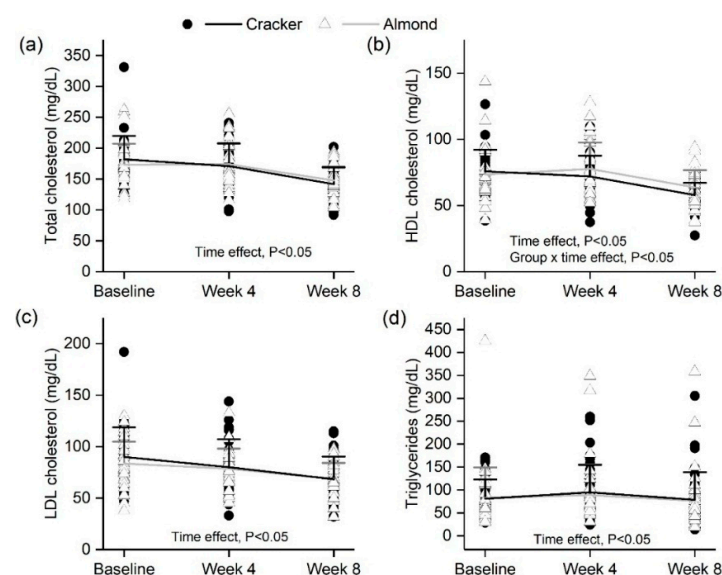 Cracker Almond
(a)
Total cholesterol (mg/dL)
350
300
250
200
150
100
50
0
Time effect, P<0.05
Baseline Week 4 Week 8
(b)
HDL cholesterol (mg/dL)
150
100
50
0
Time effect, P<0.05
Group x time effect, P<0.05
Baseline Week 4 Week 8
(c)
LDL cholesterol (mg/dL)
200
150
100
50
0
Time effect, P<0.05
Baseline Week 4 Week 8
(d)
Triglycerides (mg/dL)
450
400
350
300
250
200
150
100
50
0
Time effect, P<0.05
Baseline Week 4 Week 8